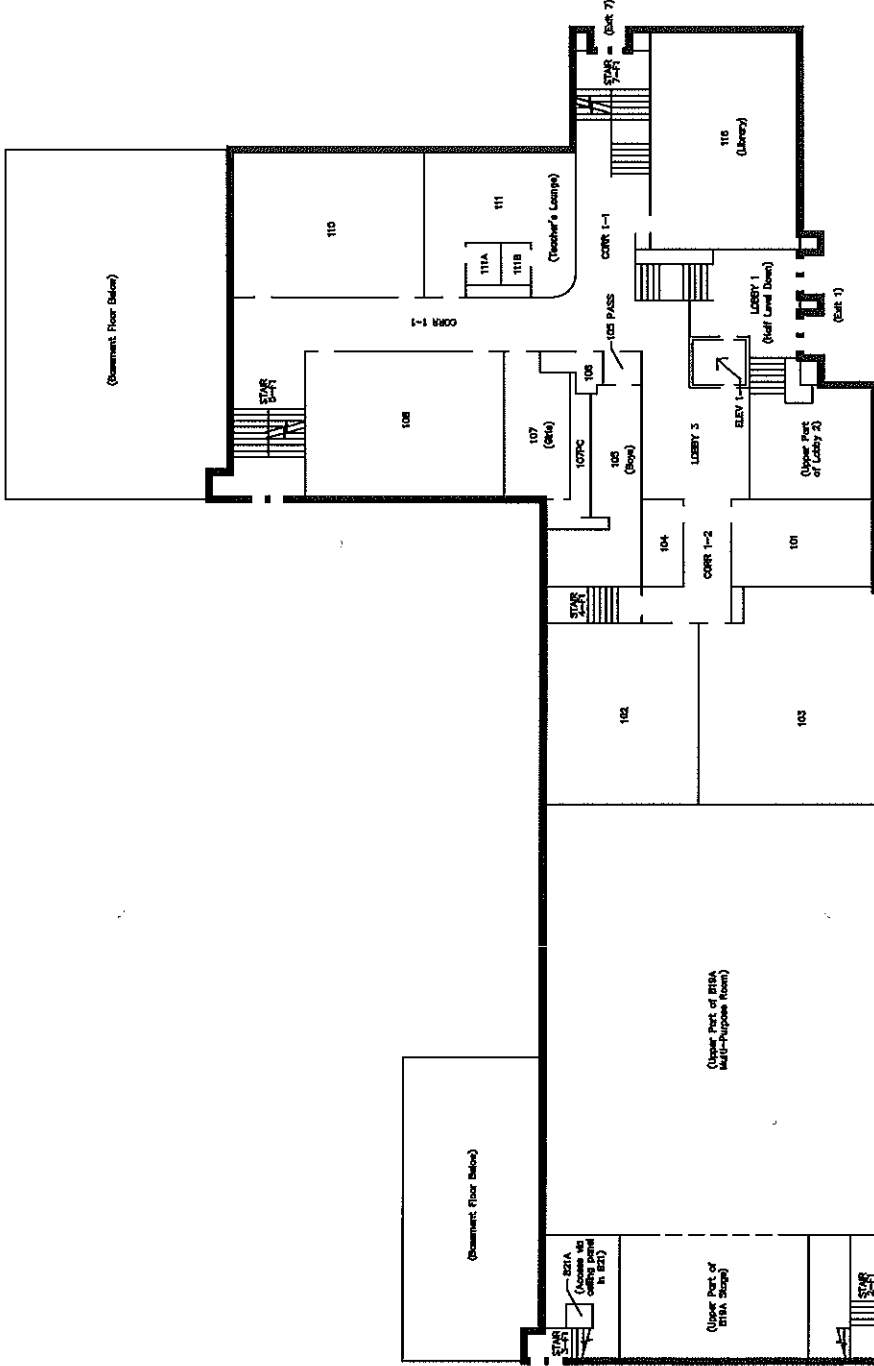 STAIR
2-F1
STAIR
3-F1
B21A
(Access via
ceiling panel
in B21)
(Upper Part of
B19A Stage)
(Basement Floor Below)
(Upper Part of B19A
Multi-Purpose Room)
102
103
STAIR
4-F1
104
CORR 1-2
101
105
(Boys)
107PC
107
(Girls)
106
105 PASS
LOBBY 3
(Upper Part
of Lobby 2)
ELEV 1
108
STAIR
5-F1
(Basement Floor Below)
CORR 1-1
110
111
111A
111B
(Teacher's Lounge)
CORR 1-1
LOBBY 1
(Half Level Down)
(Exit 1)
116
(Library)
STAIR
7-F1
(Exit 7)